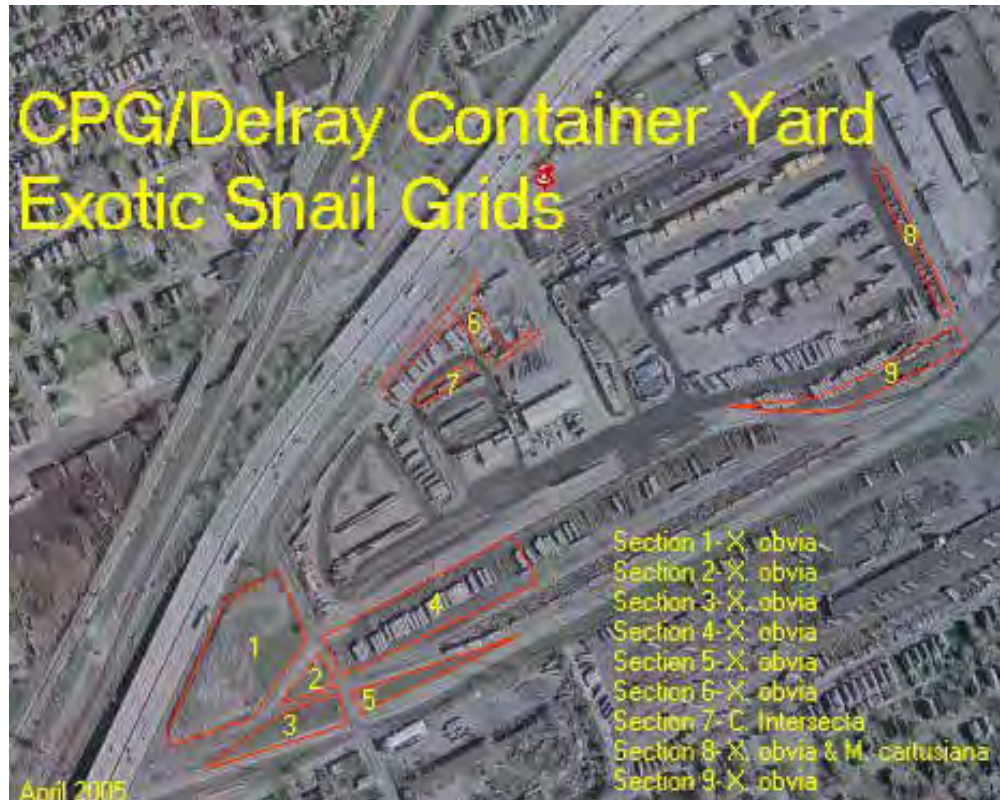 CPG/Delray Container Yard
Exotic Snail Grids
8
6
7
9
4
1
2
5
3
Section 1- X. obvia
Section 2- X. obvia
Section 3- X. obvia
Section 4- X. obvia
Section 5- X. obvia
Section 6- X. obvia
Section 7- C. Intersecia
Section 8- X. obvia & M. cartusiana
Section 9- X. obvia
April 2005